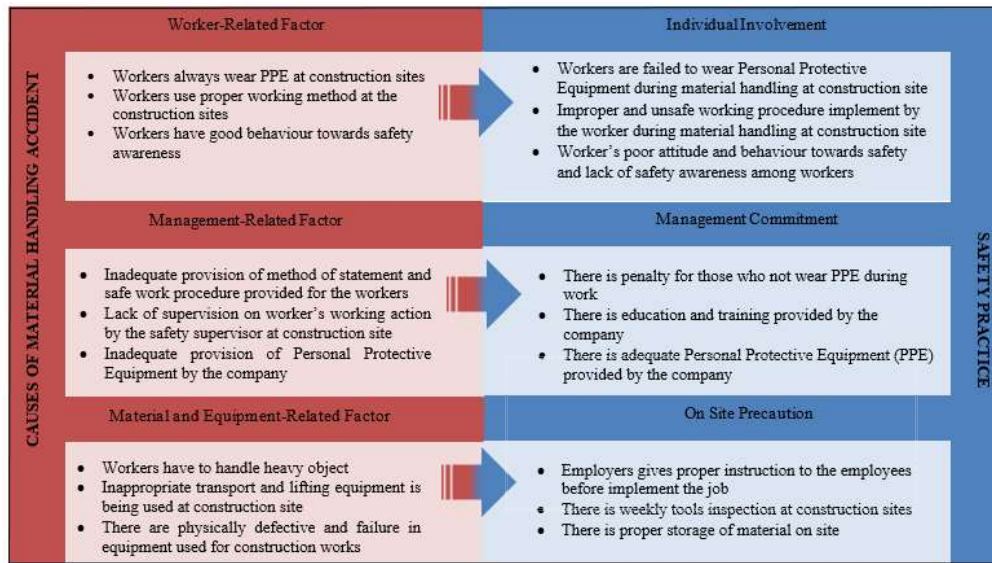 CAUSES OF MATERIAL HANDLING ACCIDENT
Worker-Related Factor
• Workers always wear PPE at construction sites
• Workers use proper working method at the
construction sites
• Workers have good behaviour towards safety
awareness
Individual Involvement
• Workers are failed to wear Personal Protective
Equipment during material handling at construction site
• Improper and unsafe working procedure implement by
the worker during material handling at construction site
• Worker's poor attitude and behaviour towards safety
and lack of safety awareness among workers
Management-Related Factor
• Inadequate provision of method of statement and
safe work procedure provided for the workers
• Lack of supervision on worker's working action
by the safety supervisor at construction site
• Inadequate provision of Personal Protective
Equipment by the company
Management Commitment
• There is penalty for those who not wear PPE during
work
• There is education and training provided by the
company
• There is adequate Personal Protective Equipment (PPE)
provided by the company
Material and Equipment-Related Factor
• Workers have to handle heavy object
• Inappropriate transport and lifting equipment is
being used at construction site
• There are physically defective and failure in
equipment used for construction works
On Site Precaution
• Employers gives proper instruction to the employees
before implement the job
• There is weekly tools inspection at construction sites
• There is proper storage of material on site
SAFETY PRACTICE